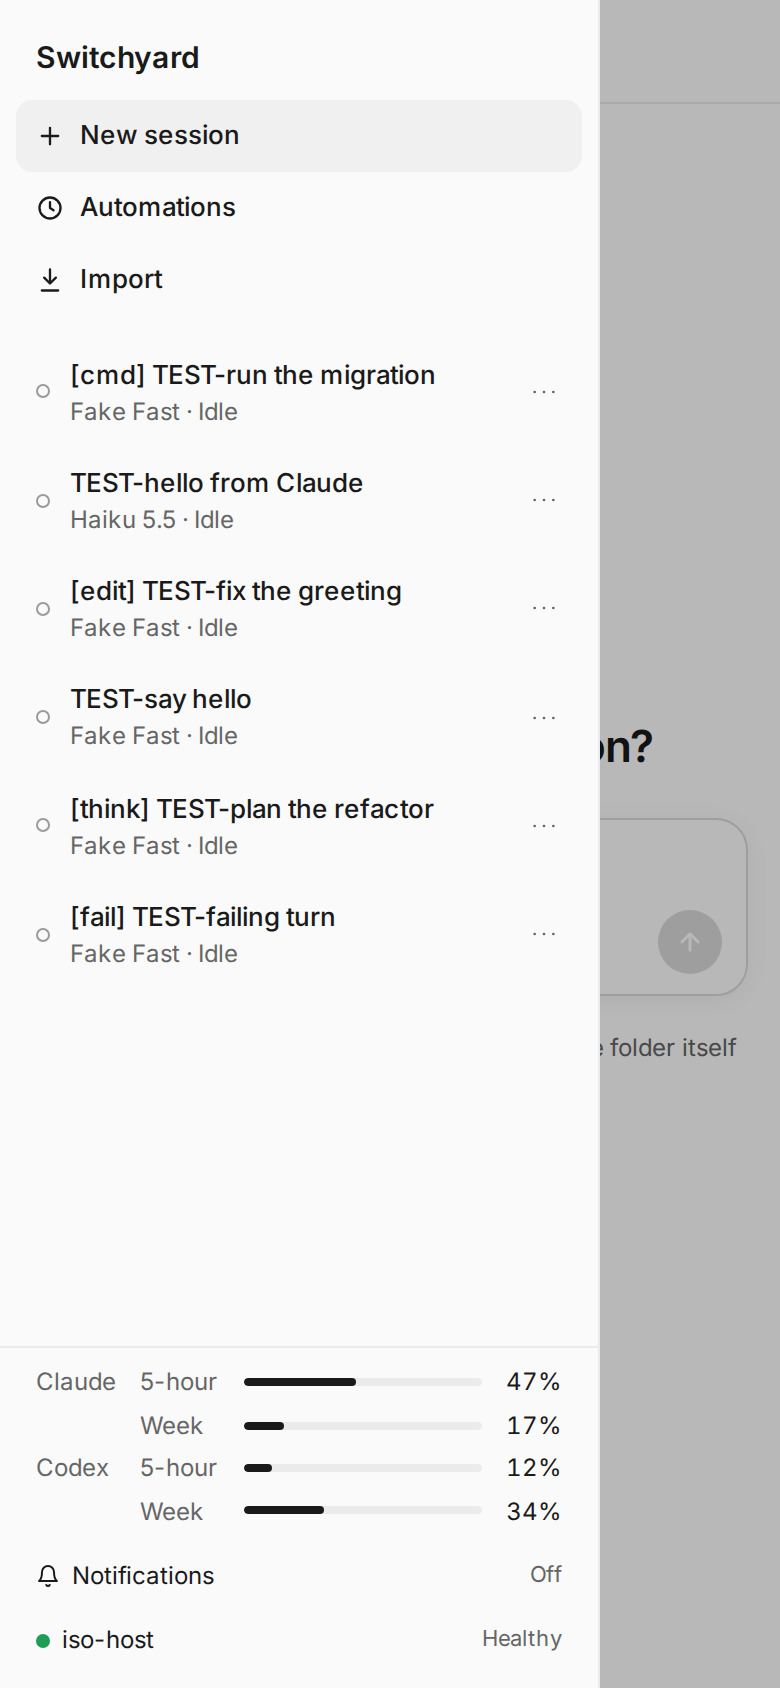 Switchyard
New session
Automations
Import
[cmd] TEST-run the migration
Fake Fast · Idle
TEST-hello from Claude
Haiku 5.5 · Idle
[edit] TEST-fix the greeting
Fake Fast · Idle
TEST-say hello
Fake Fast · Idle
[think] TEST-plan the refactor
Fake Fast · Idle
[fail] TEST-failing turn
Fake Fast · Idle
on?
folder itself
Claude 5-hour 47%
Week 17%
Codex 5-hour 12%
Week 34%
Notifications Off
iso-host Healthy